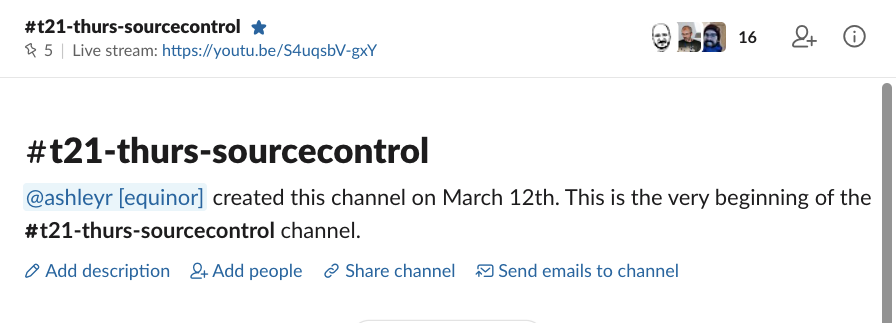 #t21-thurs-sourcecontrol
5 | Live stream: https://youtu.be/S4uqsbV-gxY
16
#t21-thurs-sourcecontrol
@ashleyr [equinor] created this channel on March 12th. This is the very beginning of the
#t21-thurs-sourcecontrol channel.
Add description Add people Share channel Send emails to channel